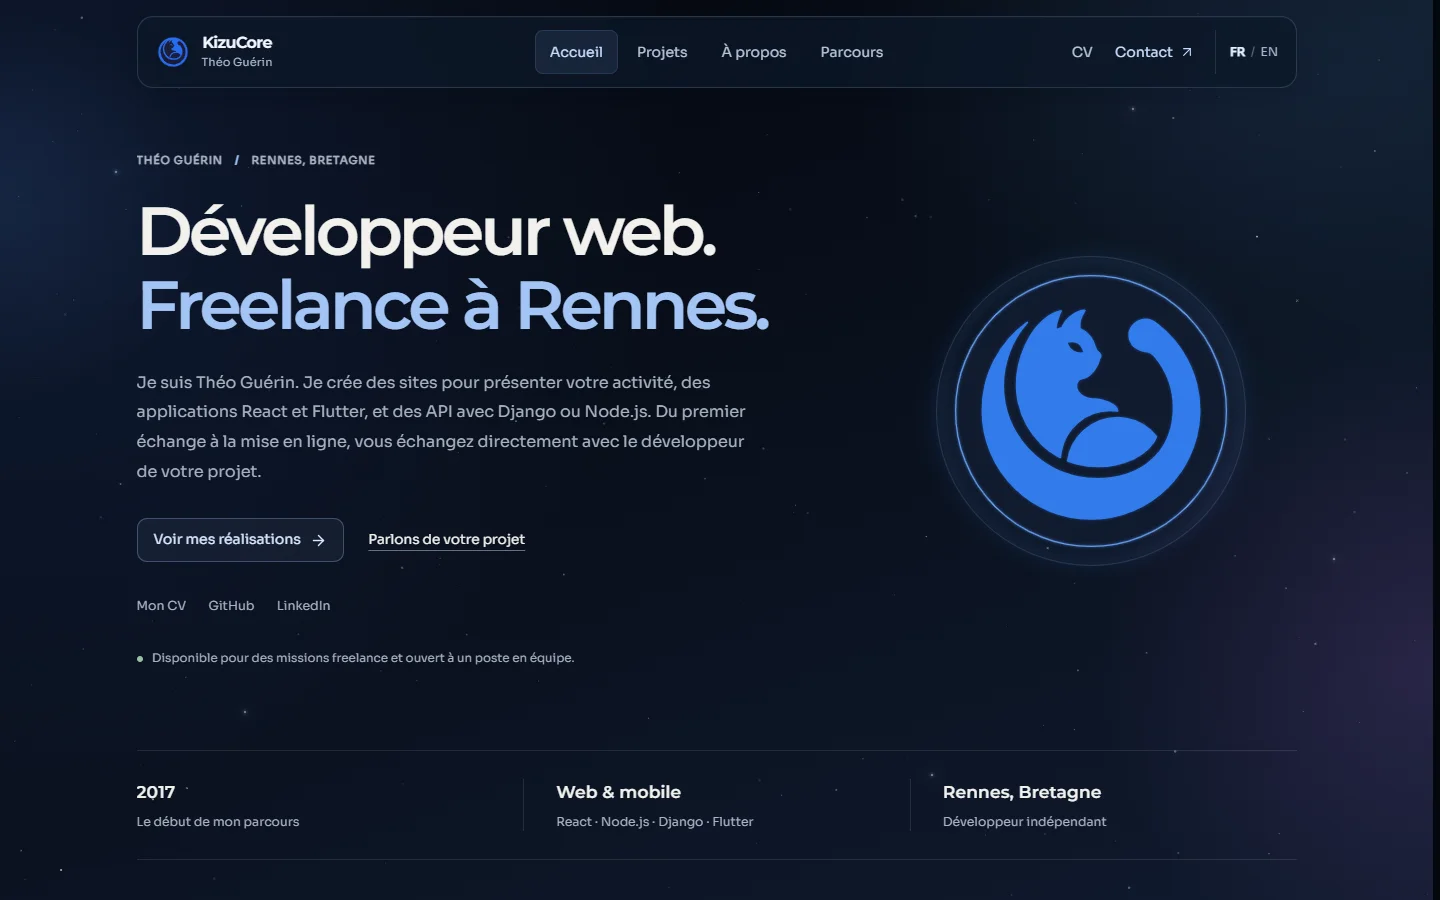 KizuCore
Théo Guérin
Accueil
Projets
À propos
Parcours
CV
Contact
FR / EN
THÉO GUÉRIN / RENNES, BRETAGNE
Développeur web.
Freelance à Rennes.
Je suis Théo Guérin. Je crée des sites pour présenter votre activité, des
applications React et Flutter, et des API avec Django ou Node.js. Du premier
échange à la mise en ligne, vous échangez directement avec le développeur
de votre projet.
Voir mes réalisations →
Parlons de votre projet
Mon CV
GitHub
LinkedIn
Disponible pour des missions freelance et ouvert à un poste en équipe.
2017
Le début de mon parcours
Web & mobile
React · Node.js · Django · Flutter
Rennes, Bretagne
Développeur indépendant